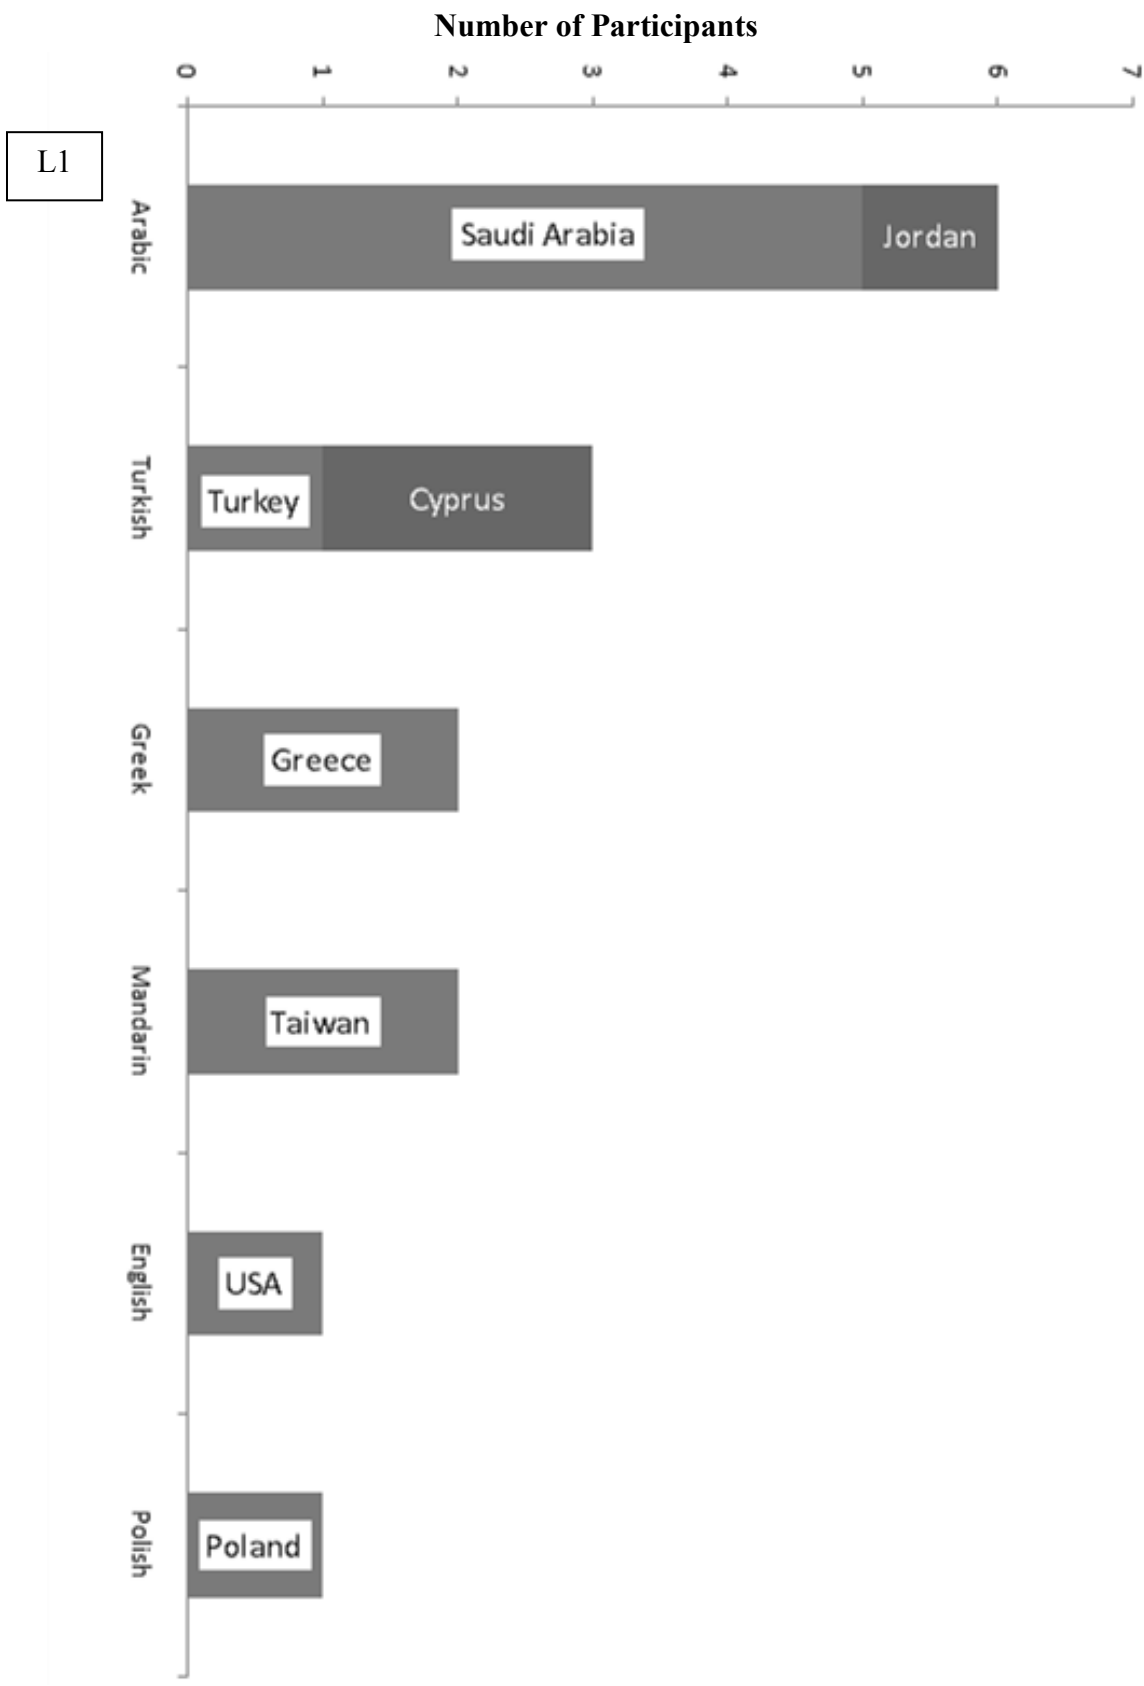 Number of Participants
0 1 2 3 4 5 6 7
L1
Arabic
Saudi Arabia
Jordan
Turkish
Turkey
Cyprus
Greek
Greece
Mandarin
Taiwan
English
USA
Polish
Poland